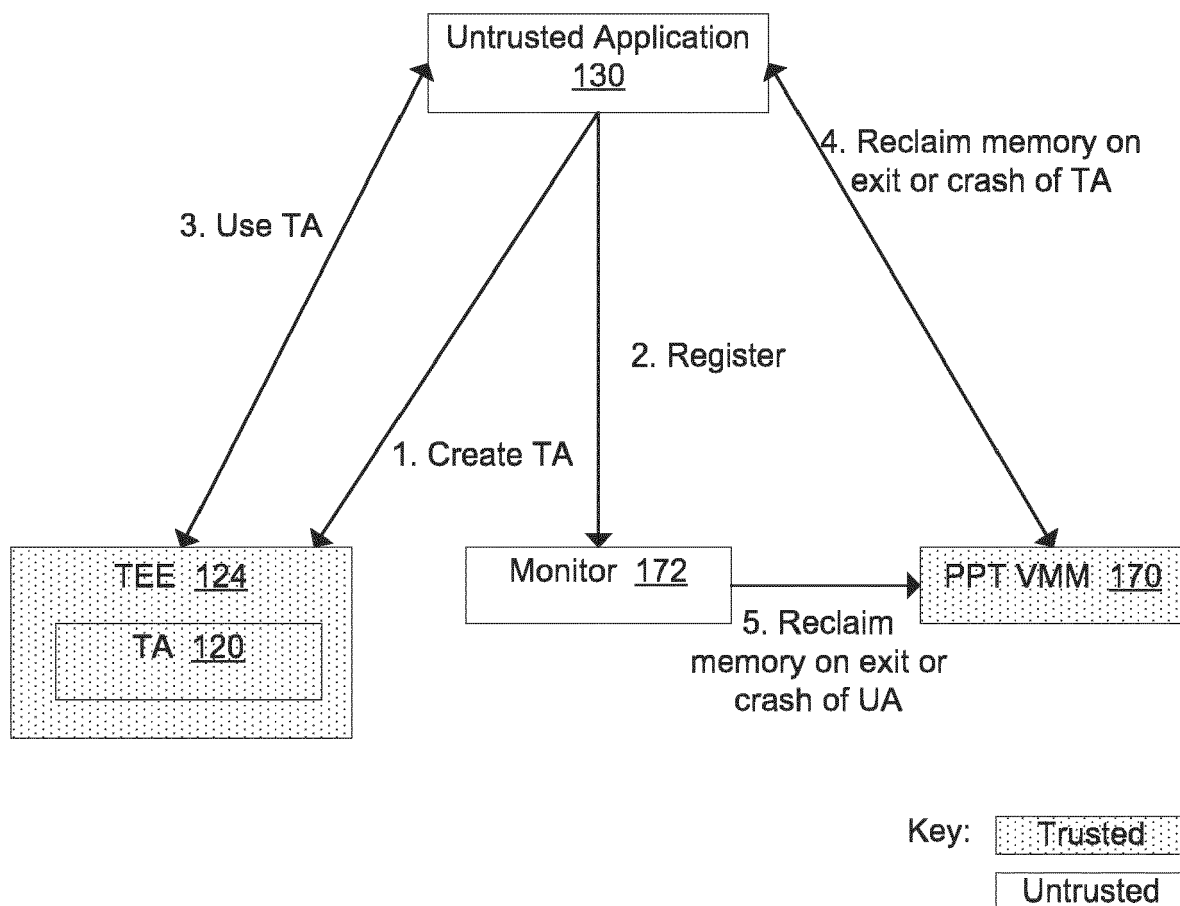 Untrusted Application
130
4. Reclaim memory on
exit or crash of TA
3. Use TA
2. Register
1. Create TA
TEE 124
TA 120
Monitor 172
PPT VMM 170
5. Reclaim
memory on exit or
crash of UA
Key: Trusted
Untrusted